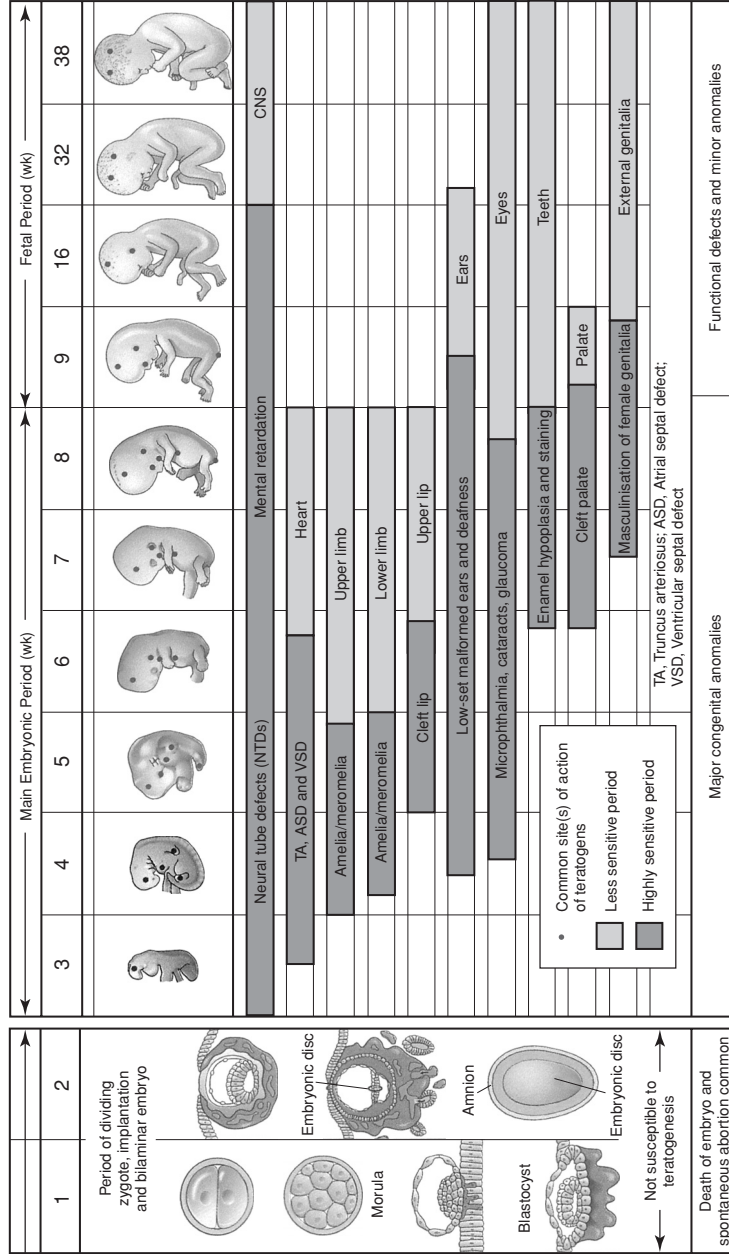 Main Embryonic Period (wk)
Fetal Period (wk)
1
2
3
4
5
6
7
8
9
16
32
38
Period of dividing
zygote, implantation
and bilaminar embryo
Morula
Blastocyst
Embryonic disc
Amnion
Embryonic disc
Not susceptible to
teratogenesis
Death of embryo and
spontaneous abortion common
Neural tube defects (NTDs)
Mental retardation
CNS
TA, ASD and VSD
Heart
Amelia/meromelia
Upper limb
Amelia/meromelia
Lower limb
Cleft lip
Upper lip
Low-set malformed ears and deafness
Ears
Microphthalmia, cataracts, glaucoma
Eyes
Enamel hypoplasia and staining
Teeth
Cleft palate
Palate
Masculinisation of female genitalia
External genitalia
Common site(s) of action
of teratogens
Less sensitive period
Highly sensitive period
TA, Truncus arteriosus; ASD, Atrial septal defect;
VSD, Ventricular septal defect
Major congenital anomalies
Functional defects and minor anomalies